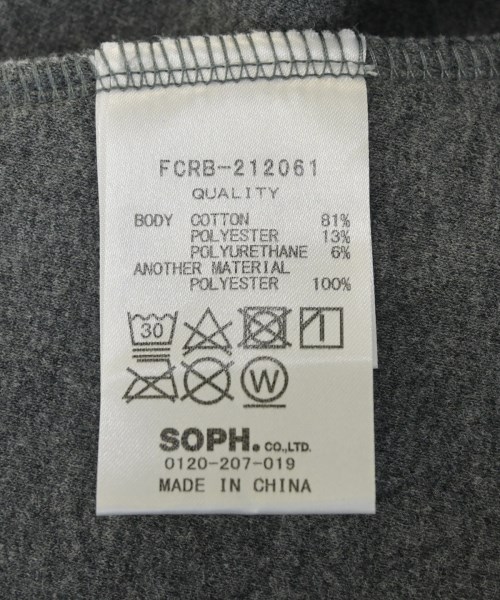 FCRB-212061
QUALITY
BODY COTTON 81%
POLYESTER 13%
POLYURETHANE 6%
ANOTHER MATERIAL
POLYESTER 100%
30
W
SOPH. CO.,LTD.
0120-207-019
MADE IN CHINA